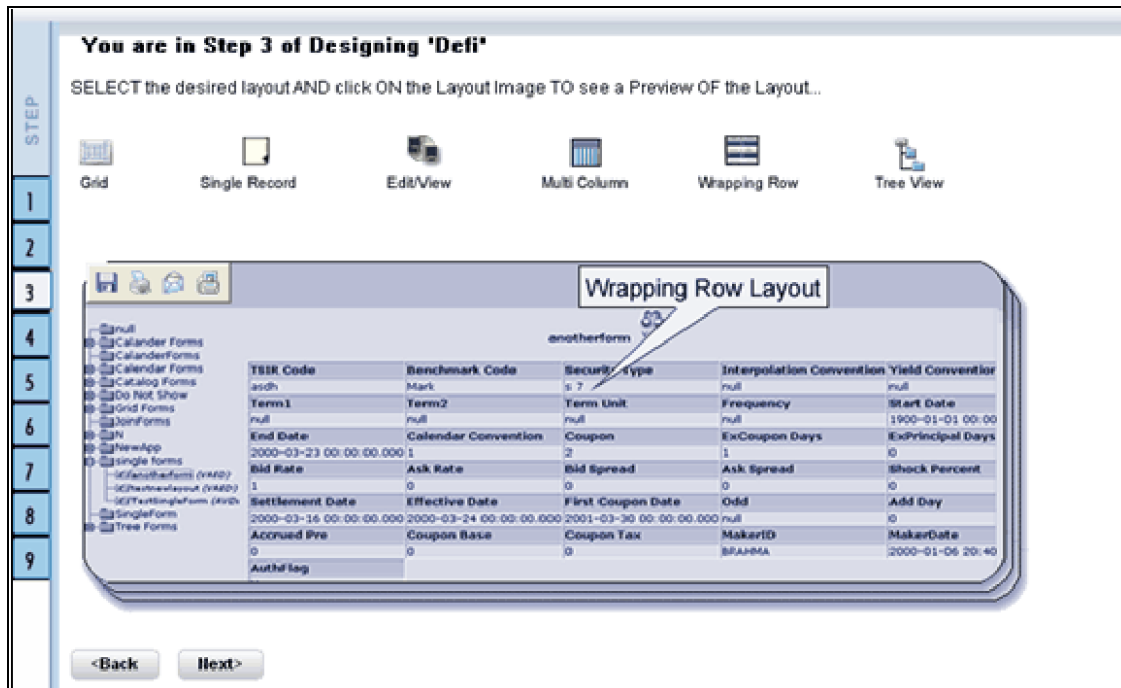 You are in Step 3 of Designing 'Defi'
SELECT the desired layout AND click ON the Layout Image TO see a Preview OF the Layout...
STEP
1
2
3
4
5
6
7
8
9
Grid Single Record Edit/View Multi Column Wrapping Row Tree View
Wrapping Row Layout
null
Calander Forms
CalanderForms
Calendar Forms
Catalog Forms
Do Not Show
Grid Forms
JoinForms
N
NewApp
single forms
anotherform (VAED)
testnewlayout (VAED)
TestSingleForm (AVID
SingleForm
Tree Forms
anotherform
TSIR Code Benchmark Code Security Type Interpolation Convention Yield Convention
asdh Mark s 7 null null
Term1 Term2 Term Unit Frequency Start Date
null null null null 1900-01-01 00:00
End Date Calendar Convention Coupon ExCoupon Days ExPrincipal Days
2000-03-23 00:00:00.000 1 2 1 0
Bid Rate Ask Rate Bid Spread Ask Spread Shock Percent
1 0 0 0 0
Settlement Date Effective Date First Coupon Date Odd Add Day
2000-03-16 00:00:00.000 2000-03-24 00:00:00.000 2001-03-30 00:00:00.000 null 0
Accrued Pre Coupon Base Coupon Tax MakerID MakerDate
0 0 0 BRAHMA 2000-01-06 20:40
AuthFlag
<Back Next>